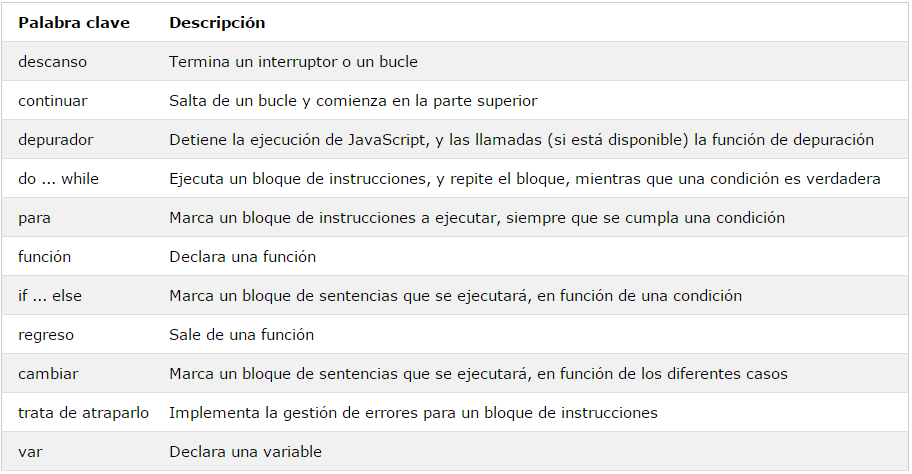 Palabra clave Descripción
descanso Termina un interruptor o un bucle
continuar Salta de un bucle y comienza en la parte superior
depurador Detiene la ejecución de JavaScript, y las llamadas (si está disponible) la función de depuración
do ... while Ejecuta un bloque de instrucciones, y repite el bloque, mientras que una condición es verdadera
para Marca un bloque de instrucciones a ejecutar, siempre que se cumpla una condición
función Declara una función
if ... else Marca un bloque de sentencias que se ejecutará, en función de una condición
regreso Sale de una función
cambiar Marca un bloque de sentencias que se ejecutará, en función de los diferentes casos
trata de atraparlo Implementa la gestión de errores para un bloque de instrucciones
var Declara una variable